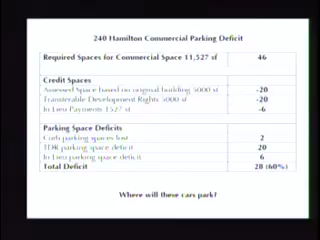 240 Hamilton Commercial Parking Deficit
Required Spaces for Commercial Space 11,527 sf 46
Credit Spaces
Assessed Space based on original building 5000 sf -20
Transferable Development Rights 5000 sf -20
In Lieu Payments 1527 sf -6
Parking Space Deficits
Curb parking spaces lost 2
TDR parking space deficit 20
In Lieu parking space deficit 6
Total Deficit 28 (60%)
Where will these cars park?